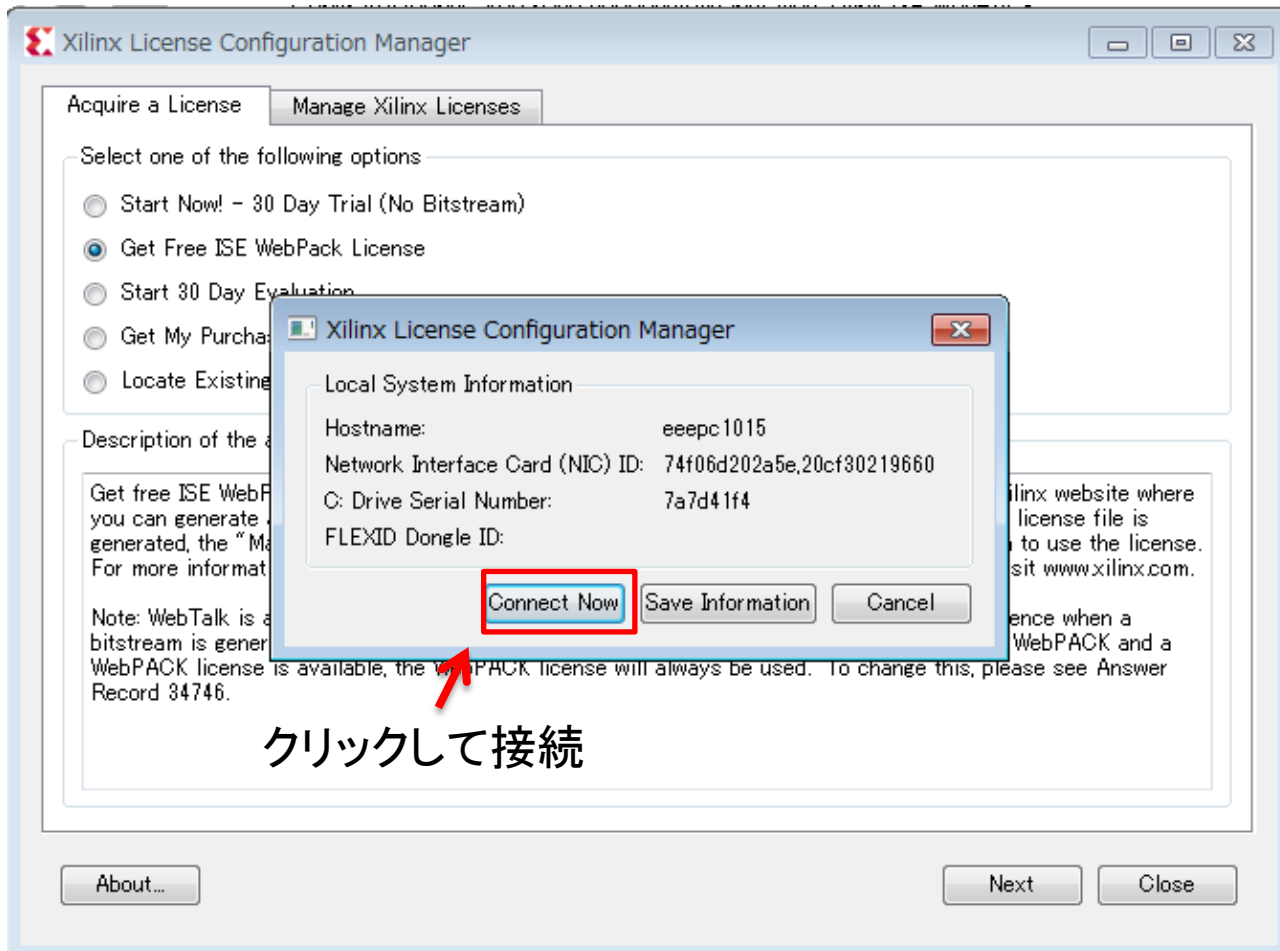 Xilinx License Configuration Manager
Acquire a License
Manage Xilinx Licenses
Select one of the following options
Start Now! - 30 Day Trial (No Bitstream)
Get Free ISE WebPack License
Start 30 Day Evaluation
Get My Purcha
Locate Existing
Xilinx License Configuration Manager
Local System Information
Hostname: eeepc1015
Network Interface Card (NIC) ID: 74f06d202a5e,20cf30219660
C: Drive Serial Number: 7a7d41f4
FLEXID Dongle ID:
Connect Now
Save Information
Cancel
Description of the
Get free ISE WebP ilinx website where
you can generate license file is
generated, the "Ma to use the license.
For more informat sit www.xilinx.com.
Note: WebTalk is a ence when a
bitstream is gener WebPACK and a
WebPACK license is available, the WebPACK license will always be used. To change this, please see Answer
Record 34746.
クリックして接続
About...
Next
Close